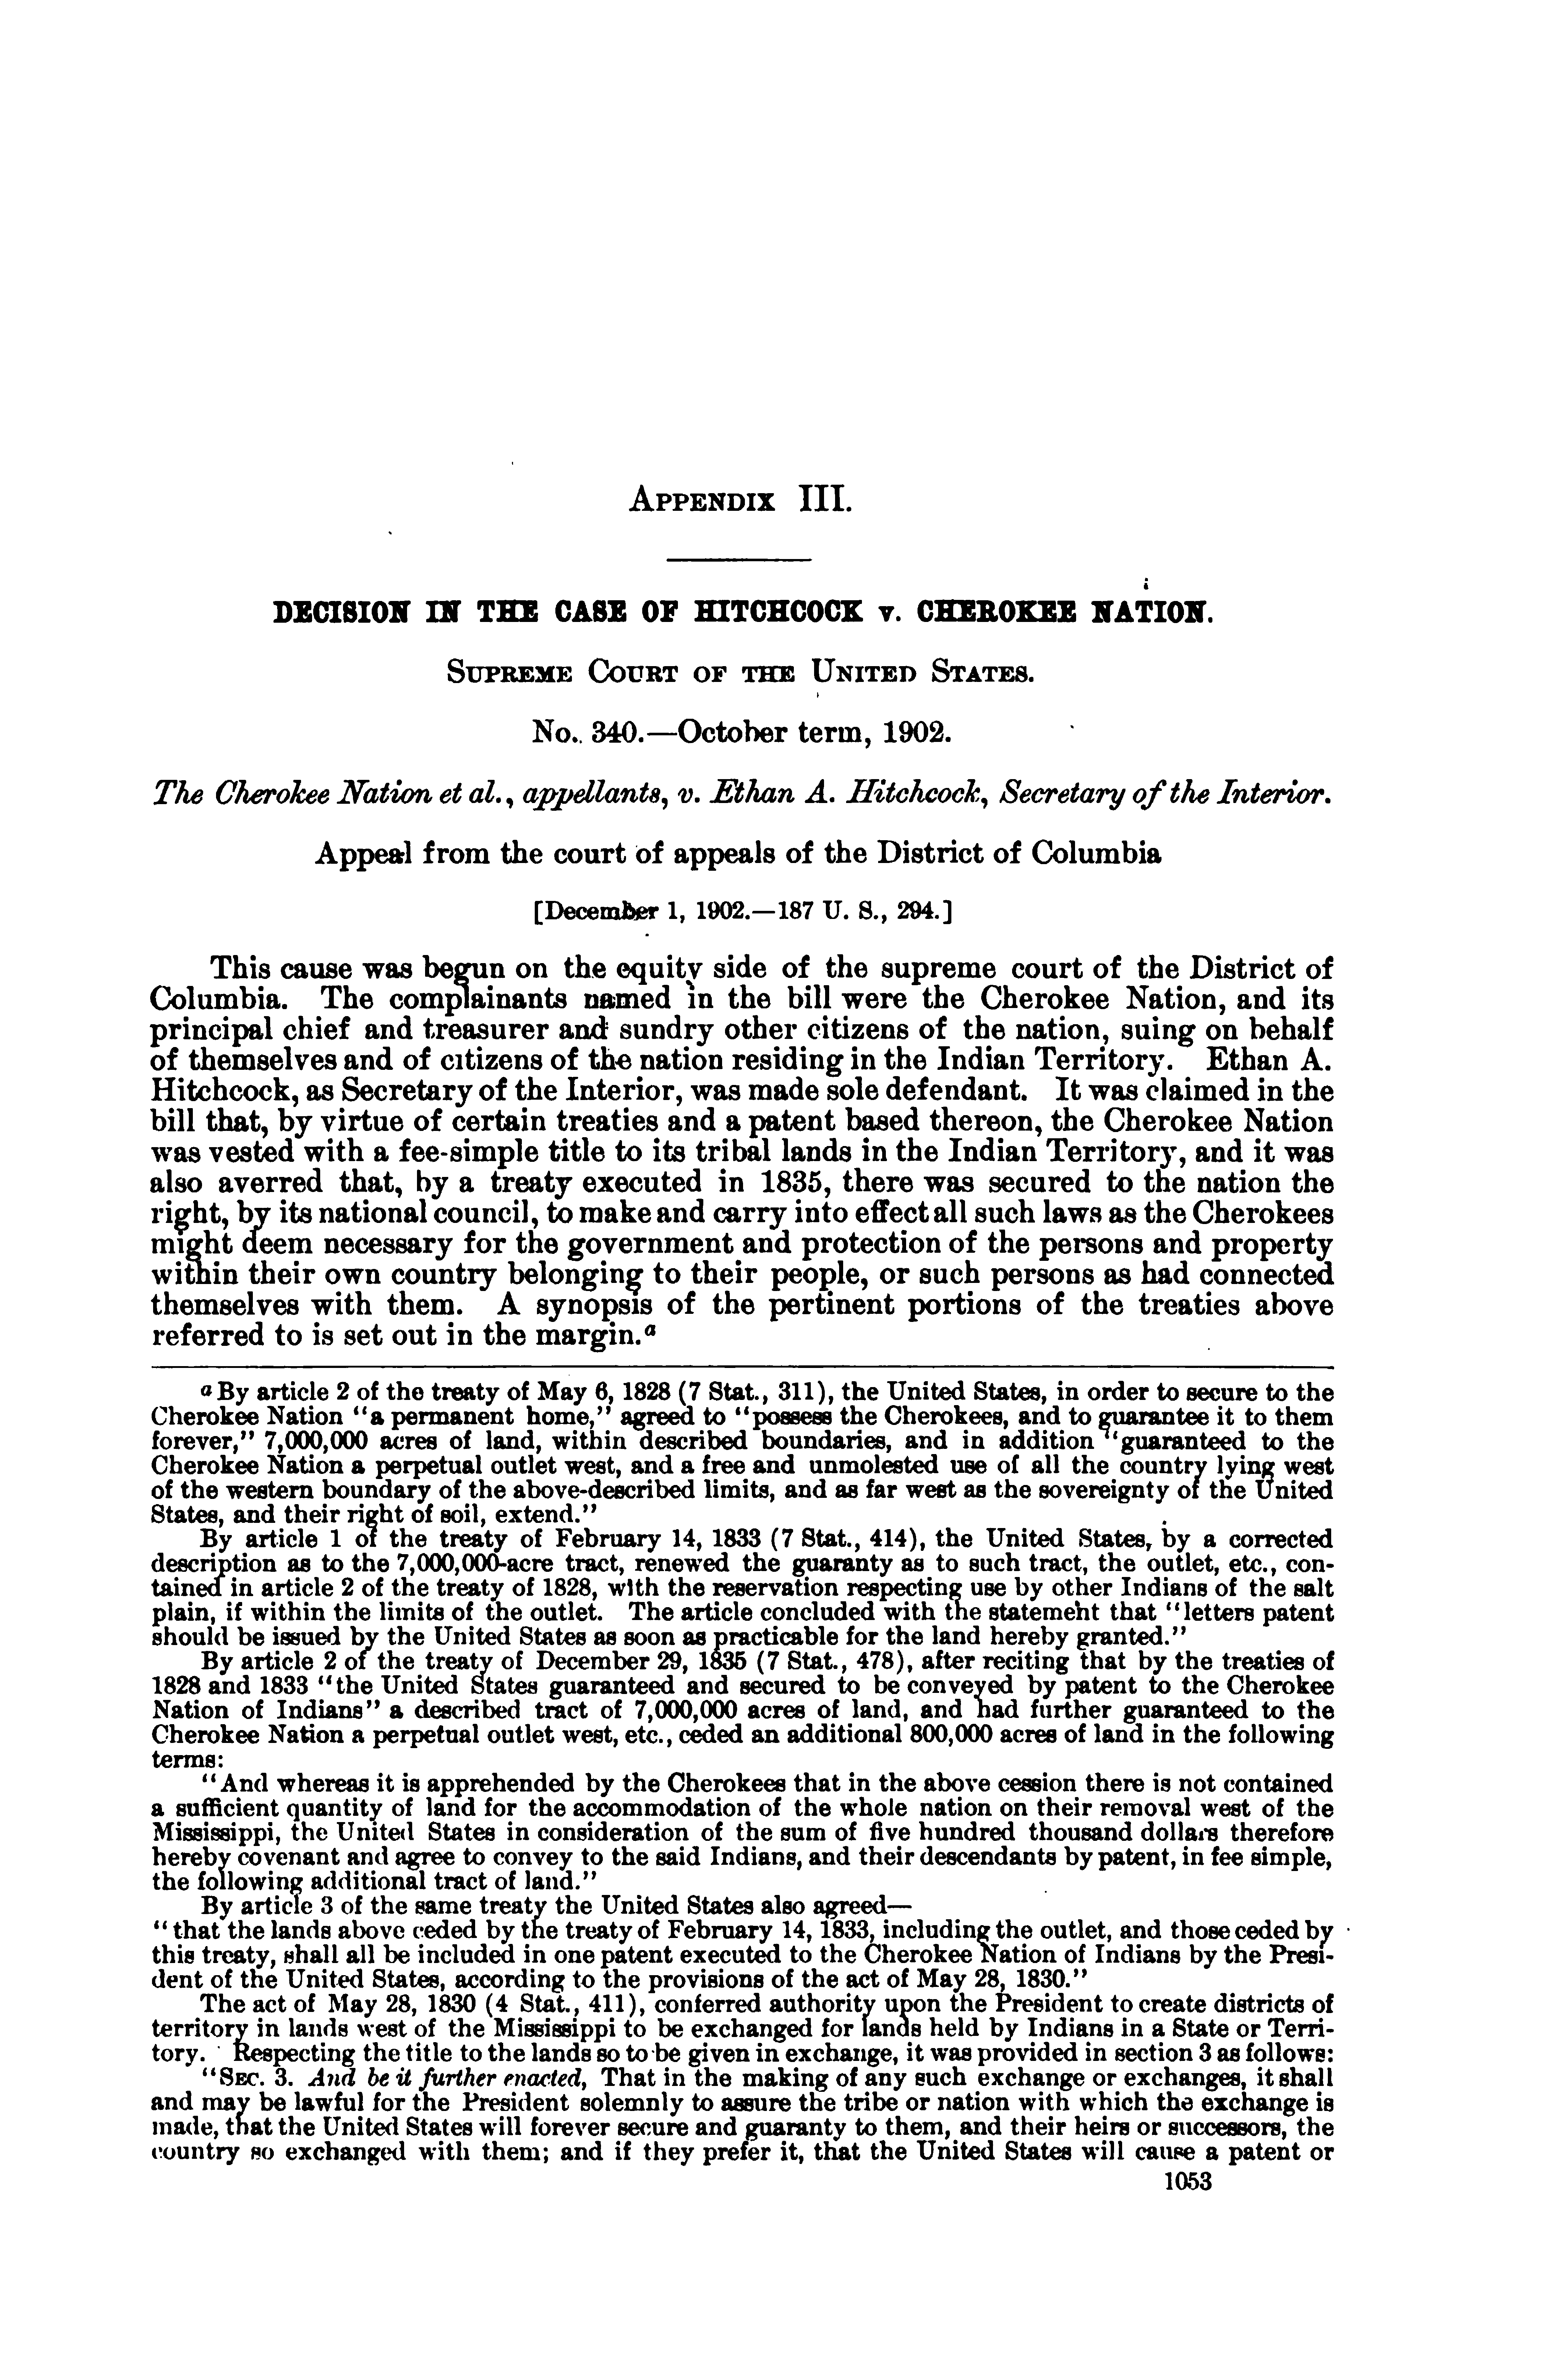 APPENDIX III.
DECISION IN THE CASE OF HITCHCOCK v. CHEROKEE NATION.
SUPREME COURT OF THE UNITED STATES.
No. 340.—October term, 1902.
The Cherokee Nation et al., appellants, v. Ethan A. Hitchcock, Secretary of the Interior.
Appeal from the court of appeals of the District of Columbia
[December 1, 1902.—187 U. S., 294.]
This cause was begun on the equity side of the supreme court of the District of
Columbia. The complainants named in the bill were the Cherokee Nation, and its
principal chief and treasurer and sundry other citizens of the nation, suing on behalf
of themselves and of citizens of the nation residing in the Indian Territory. Ethan A.
Hitchcock, as Secretary of the Interior, was made sole defendant. It was claimed in the
bill that, by virtue of certain treaties and a patent based thereon, the Cherokee Nation
was vested with a fee-simple title to its tribal lands in the Indian Territory, and it was
also averred that, by a treaty executed in 1835, there was secured to the nation the
right, by its national council, to make and carry into effect all such laws as the Cherokees
might deem necessary for the government and protection of the persons and property
within their own country belonging to their people, or such persons as had connected
themselves with them. A synopsis of the pertinent portions of the treaties above
referred to is set out in the margin.a
a By article 2 of the treaty of May 6, 1828 (7 Stat., 311), the United States, in order to secure to the
Cherokee Nation "a permanent home," agreed to "possess the Cherokees, and to guarantee it to them
forever," 7,000,000 acres of land, within described boundaries, and in addition "guaranteed to the
Cherokee Nation a perpetual outlet west, and a free and unmolested use of all the country lying west
of the western boundary of the above-described limits, and as far west as the sovereignty of the United
States, and their right of soil, extend."
By article 1 of the treaty of February 14, 1833 (7 Stat., 414), the United States, by a corrected
description as to the 7,000,000-acre tract, renewed the guaranty as to such tract, the outlet, etc., con-
tained in article 2 of the treaty of 1828, with the reservation respecting use by other Indians of the salt
plain, if within the limits of the outlet. The article concluded with the statement that "letters patent
should be issued by the United States as soon as practicable for the land hereby granted."
By article 2 of the treaty of December 29, 1835 (7 Stat., 478), after reciting that by the treaties of
1828 and 1833 "the United States guaranteed and secured to be conveyed by patent to the Cherokee
Nation of Indians" a described tract of 7,000,000 acres of land, and had further guaranteed to the
Cherokee Nation a perpetual outlet west, etc., ceded an additional 800,000 acres of land in the following
terms:
"And whereas it is apprehended by the Cherokees that in the above cession there is not contained
a sufficient quantity of land for the accommodation of the whole nation on their removal west of the
Mississippi, the United States in consideration of the sum of five hundred thousand dollars therefore
hereby covenant and agree to convey to the said Indians, and their descendants by patent, in fee simple,
the following additional tract of land."
By article 3 of the same treaty the United States also agreed—
"that the lands above ceded by the treaty of February 14, 1833, including the outlet, and those ceded by
this treaty, shall all be included in one patent executed to the Cherokee Nation of Indians by the Presi-
dent of the United States, according to the provisions of the act of May 28, 1830."
The act of May 28, 1830 (4 Stat., 411), conferred authority upon the President to create districts of
territory in lands west of the Mississippi to be exchanged for lands held by Indians in a State or Terri-
tory. Respecting the title to the lands so to be given in exchange, it was provided in section 3 as follows:
"SEC. 3. And be it further enacted, That in the making of any such exchange or exchanges, it shall
and may be lawful for the President solemnly to assure the tribe or nation with which the exchange is
made, that the United States will forever secure and guaranty to them, and their heirs or successors, the
country so exchanged with them; and if they prefer it, that the United States will cause a patent or
1053